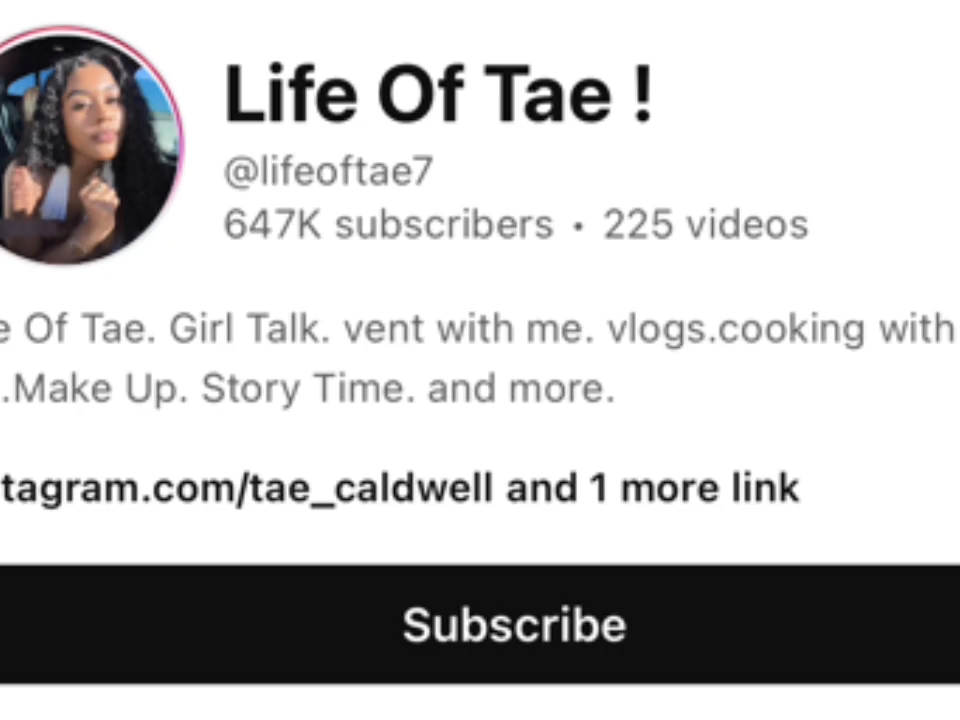 Life Of Tae !
@lifeoftae7
647K subscribers • 225 videos
e Of Tae. Girl Talk. vent with me. vlogs.cooking with
.Make Up. Story Time. and more.
tagram.com/tae_caldwell and 1 more link
Subscribe